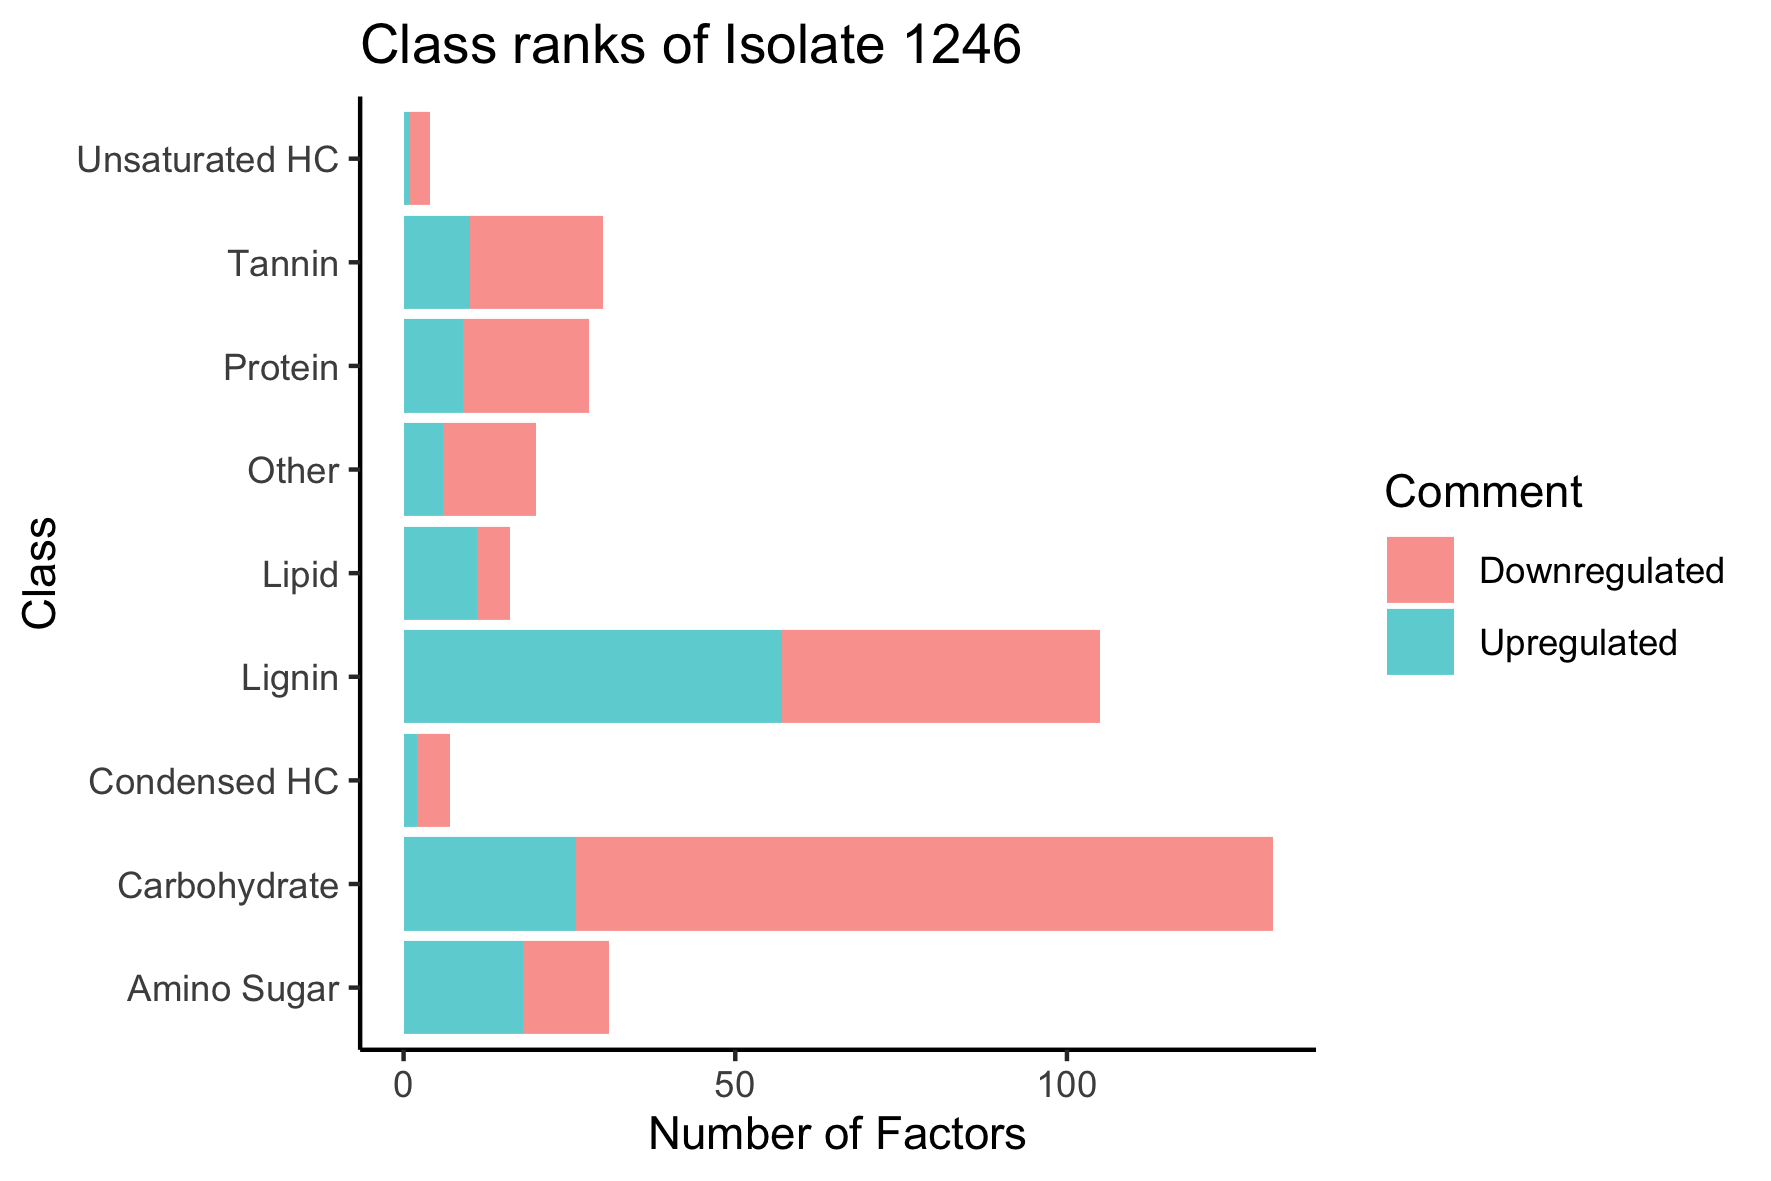 Class ranks of Isolate 1246
Unsaturated HC
Tannin
Protein
Other
Lipid
Lignin
Condensed HC
Carbohydrate
Amino Sugar
Class
0 50 100
Number of Factors
Comment
Downregulated
Upregulated